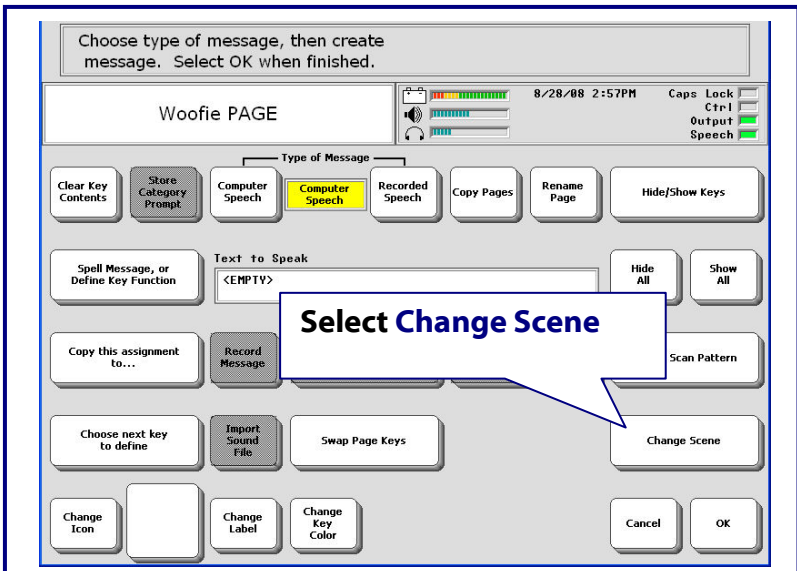 Choose type of message, then create
message. Select OK when finished.
Woofie PAGE
8/28/08 2:57PM
Caps Lock
Ctrl
Output
Speech
Type of Message
Clear Key
Contents
Store
Category
Prompt
Computer
Speech
Computer
Speech
Recorded
Speech
Copy Pages
Rename
Page
Hide/Show Keys
Spell Message, or
Define Key Function
Text to Speak
<EMPTY>
Hide
All
Show
All
Select Change Scene
Copy this assignment
to...
Record
Message
Scan Pattern
Choose next key
to define
Import
Sound
File
Swap Page Keys
Change Scene
Change
Icon
Change
Label
Change
Key
Color
Cancel
OK